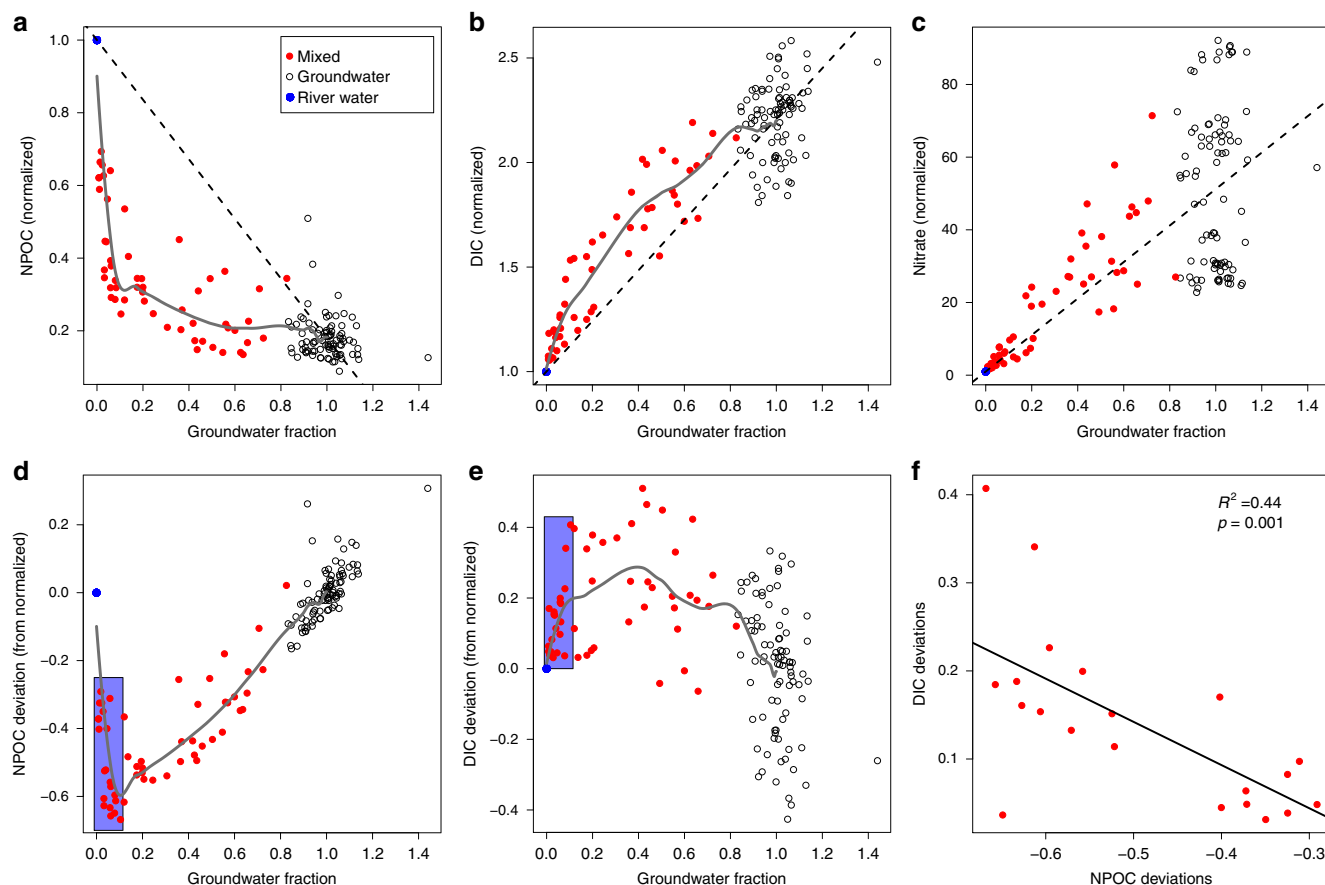 a
NPOC (normalized)
1.0
0.8
0.6
0.4
0.2
0.0 0.2 0.4 0.6 0.8 1.0 1.2 1.4
Groundwater fraction
Mixed
Groundwater
River water
b
DIC (normalized)
2.5
2.0
1.5
1.0
0.0 0.2 0.4 0.6 0.8 1.0 1.2 1.4
Groundwater fraction
c
Nitrate (normalized)
80
60
40
20
0
0.0 0.2 0.4 0.6 0.8 1.0 1.2 1.4
Groundwater fraction
d
NPOC deviation (from normalized)
0.2
0.0
−0.2
−0.4
−0.6
0.0 0.2 0.4 0.6 0.8 1.0 1.2 1.4
Groundwater fraction
e
DIC deviation (from normalized)
0.4
0.2
0.0
−0.2
−0.4
0.0 0.2 0.4 0.6 0.8 1.0 1.2 1.4
Groundwater fraction
f
DIC deviations
0.4
0.3
0.2
0.1
−0.6 −0.5 −0.4 −0.3
NPOC deviations
R² =0.44
p = 0.001